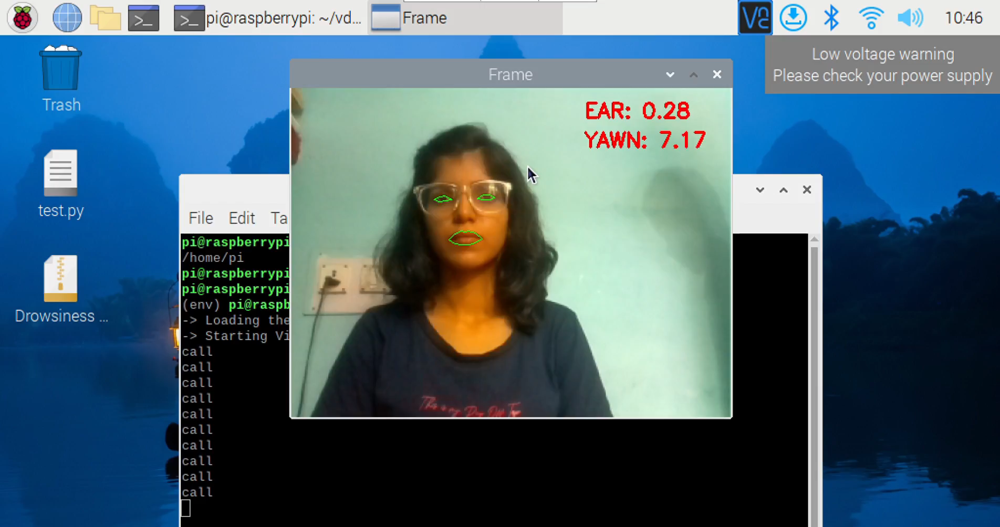 pi@raspberrypi: ~/vd...
Frame
10:46
Low voltage warning
Please check your power supply
Trash
test.py
Drowsiness ...
Frame
EAR: 0.28
YAWN: 7.17
File Edit Ta
pi@raspberrypi
/home/pi
pi@raspberrypi
pi@raspberrypi
(env) pi@raspb
-> Loading the
-> Starting Vi
call
call
call
call
call
call
call
call
call
call